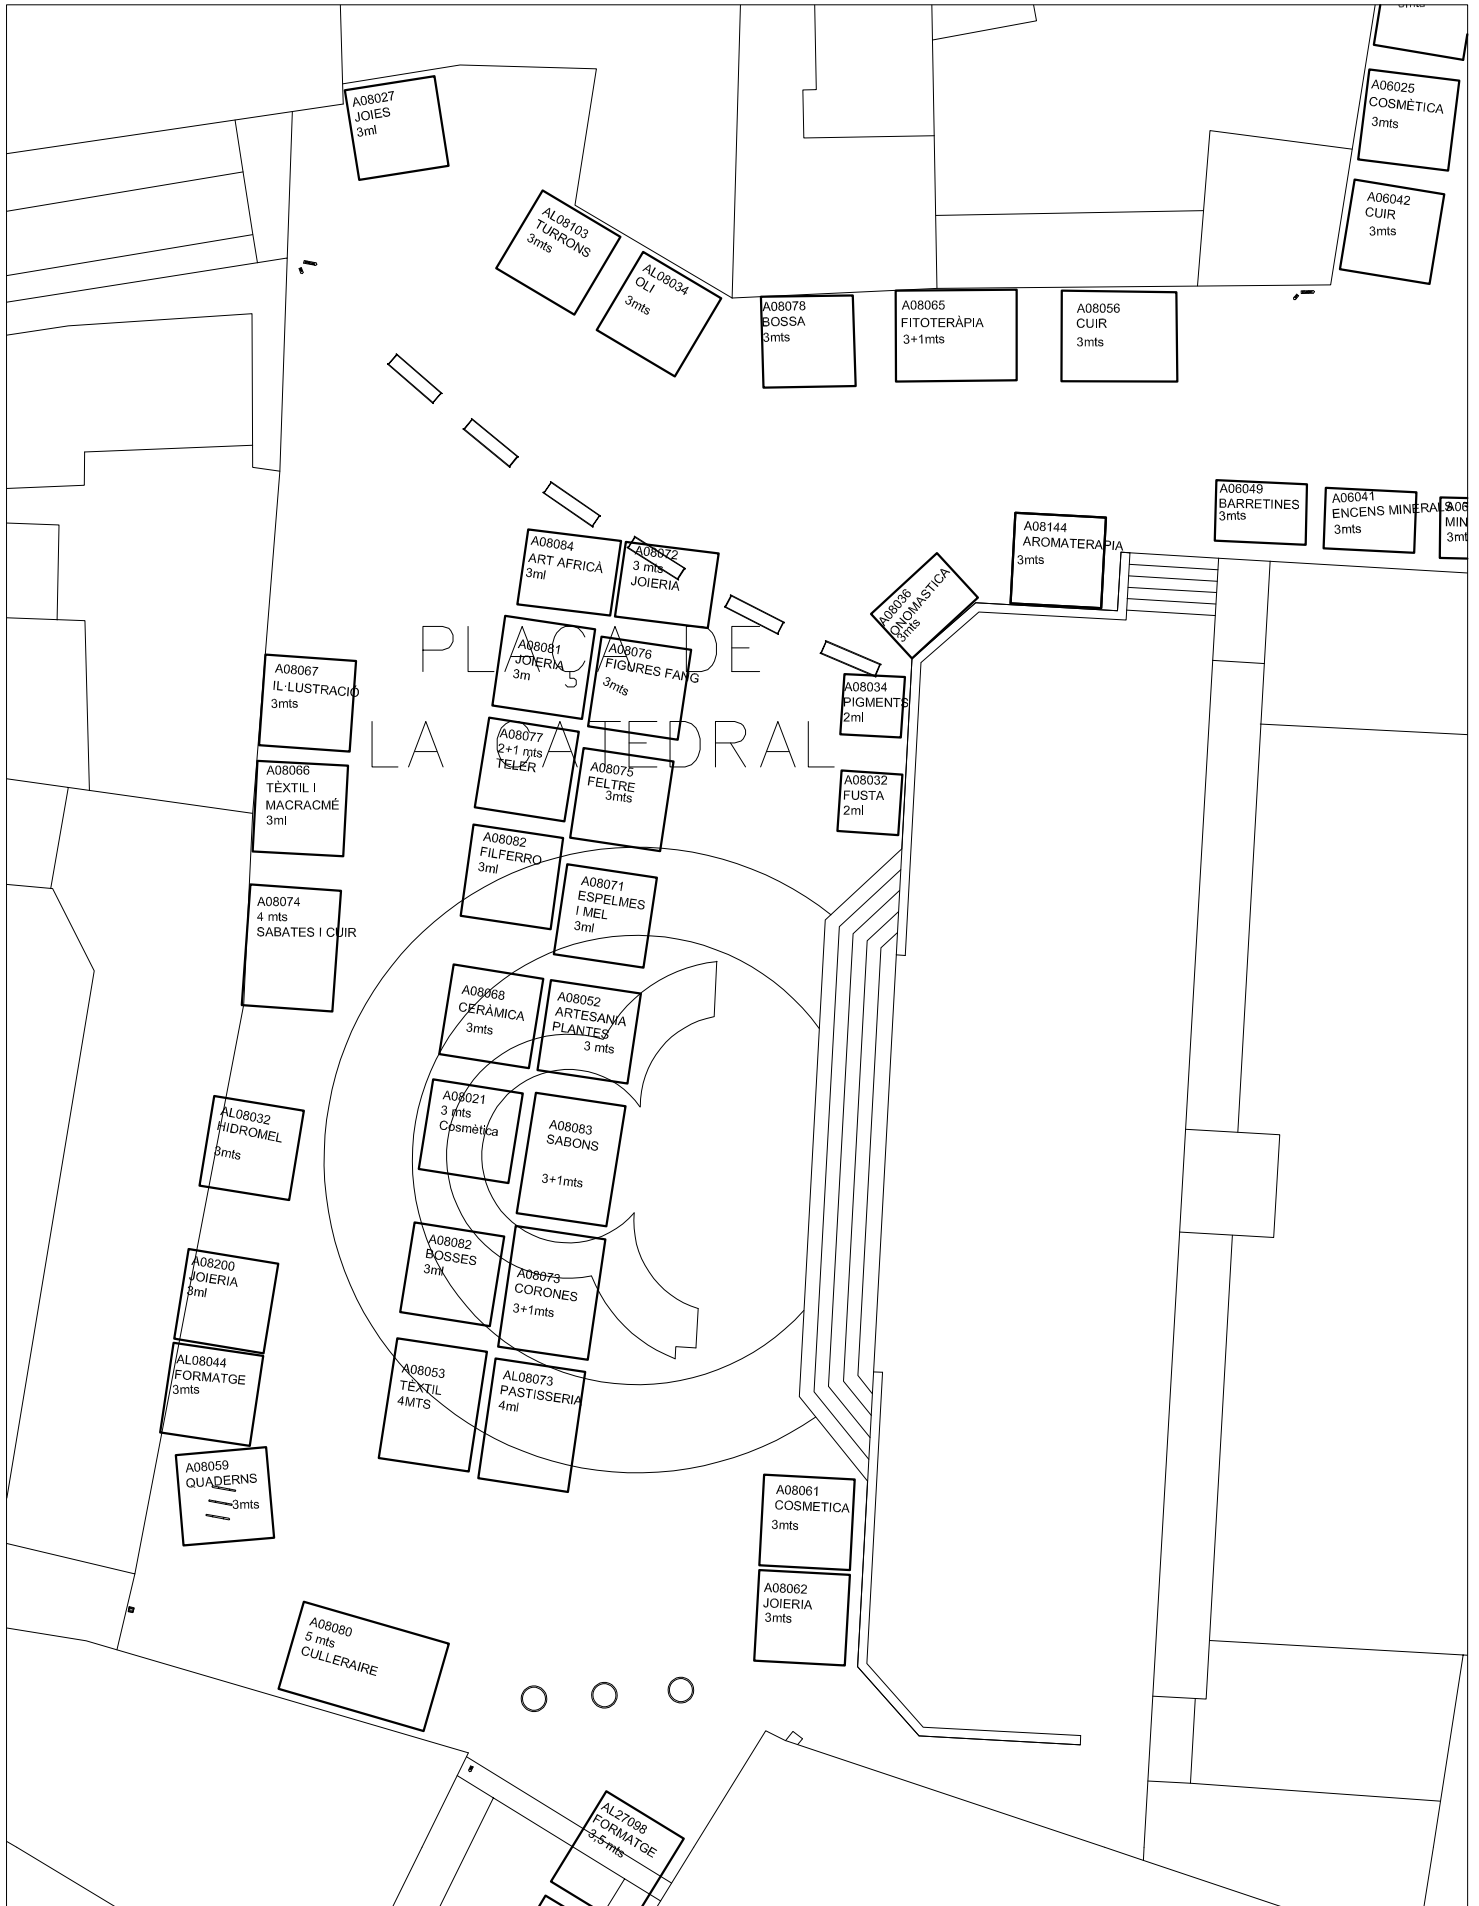 3mts
A08027
JOIES
3ml
A06025
COSMÈTICA
3mts
AL08103
TURRONS
3mts
A06042
CUIR
3mts
AL08034
OLI
3mts
A08078
BOSSA
3mts
A08065
FITOTERÀPIA
3+1mts
A08056
CUIR
3mts
A06049
BARRETINES
3mts
A06041
ENCENS MINERALS
3mts
A08144
AROMATERAPIA
3mts
A08084
ART AFRICÀ
3ml
A08072
3 mts
JOIERIA
A08036
ONOMASTICA
3mts
PLAÇA DE
LA CATEDRAL
A08081
JOIERIA
3m
A08076
FIGURES FANG
3mts
A08067
IL·LUSTRACIÓ
3mts
A08034
PIGMENTS
2ml
A08077
2+1 mts
TELER
A08075
FELTRE
3mts
A08066
TÈXTIL I
MACRACMÉ
3ml
A08032
FUSTA
2ml
A08082
FILFERRO
3ml
A08071
ESPELMES
I MEL
3ml
A08074
4 mts
SABATES I CUIR
A08068
CERÀMICA
3mts
A08052
ARTESANIA
PLANTES
3 mts
A08021
3 mts
Cosmètica
A08083
SABONS
3+1mts
AL08032
HIDROMEL
3mts
A08082
BOSSES
3ml
A08073
CORONES
3+1mts
A08200
JOIERIA
3ml
AL08044
FORMATGE
3mts
A08053
TÈXTIL
4MTS
AL08073
PASTISSERIA
4ml
A08059
QUADERNS
3mts
A08061
COSMETICA
3mts
A08062
JOIERIA
3mts
A08080
5 mts
CULLERAIRE
AL27098
FORMATGE
3,5 mts